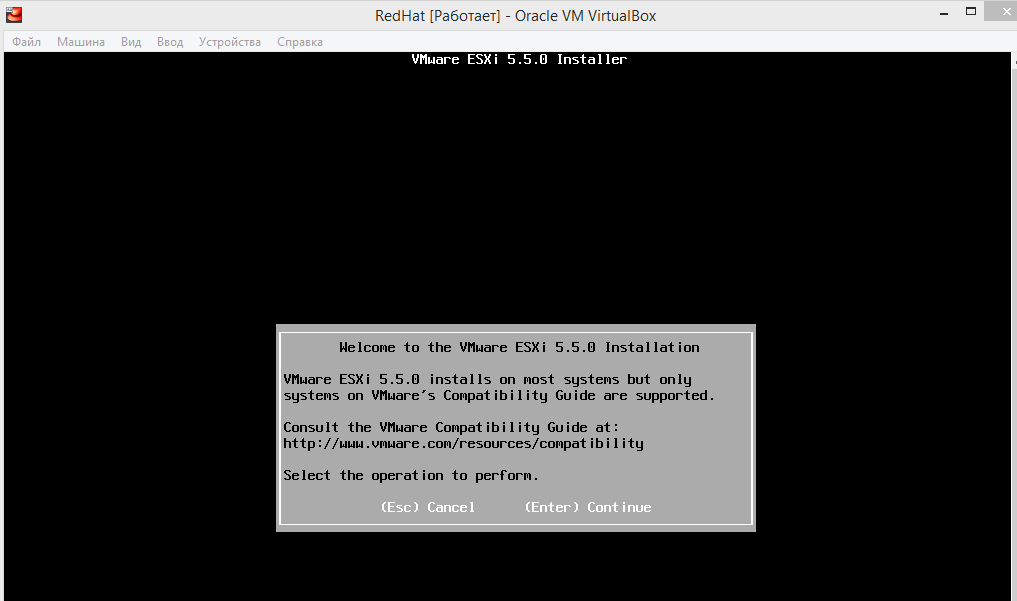 RedHat [Работает] - Oracle VM VirtualBox
Файл Машина Вид Ввод Устройства Справка
VMware ESXi 5.5.0 Installer
Welcome to the VMware ESXi 5.5.0 Installation
VMware ESXi 5.5.0 installs on most systems but only
systems on VMware's Compatibility Guide are supported.
Consult the VMware Compatibility Guide at:
http://www.vmware.com/resources/compatibility
Select the operation to perform.
(Esc) Cancel (Enter) Continue